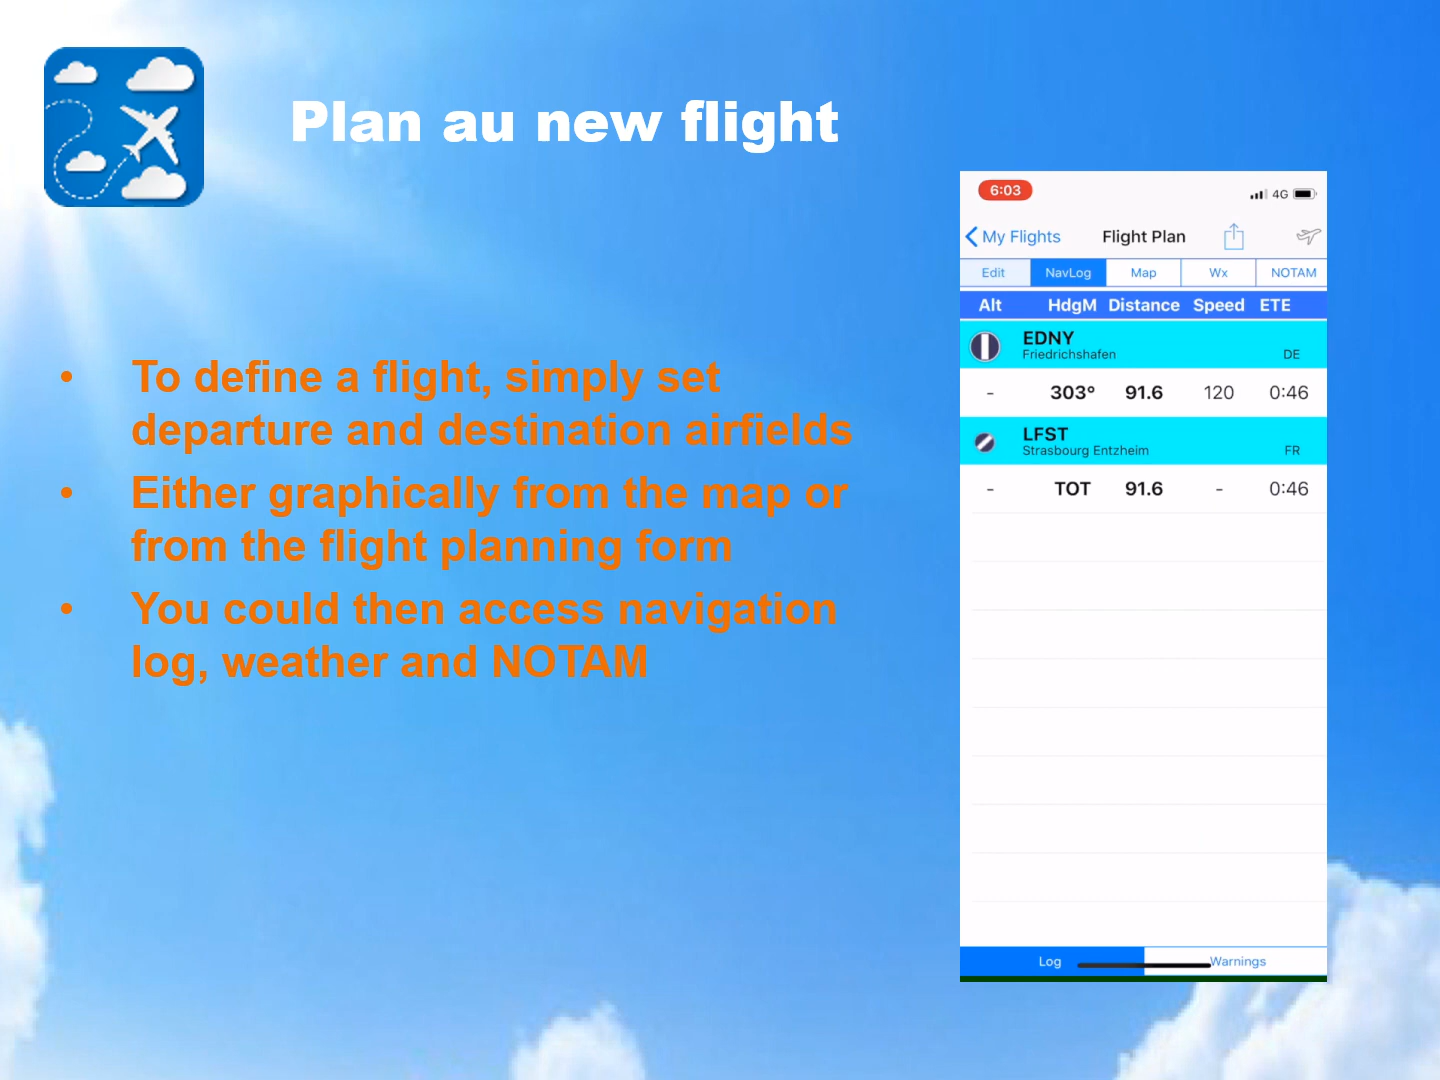 Plan au new flight
• To define a flight, simply set
departure and destination airfields
• Either graphically from the map or
from the flight planning form
• You could then access navigation
log, weather and NOTAM
6:03 4G
My Flights Flight Plan
Edit NavLog Map Wx NOTAM
Alt HdgM Distance Speed ETE
EDNY
Friedrichshafen DE
- 303° 91.6 120 0:46
LFST
Strasbourg Entzheim FR
- TOT 91.6 - 0:46
Log Warnings